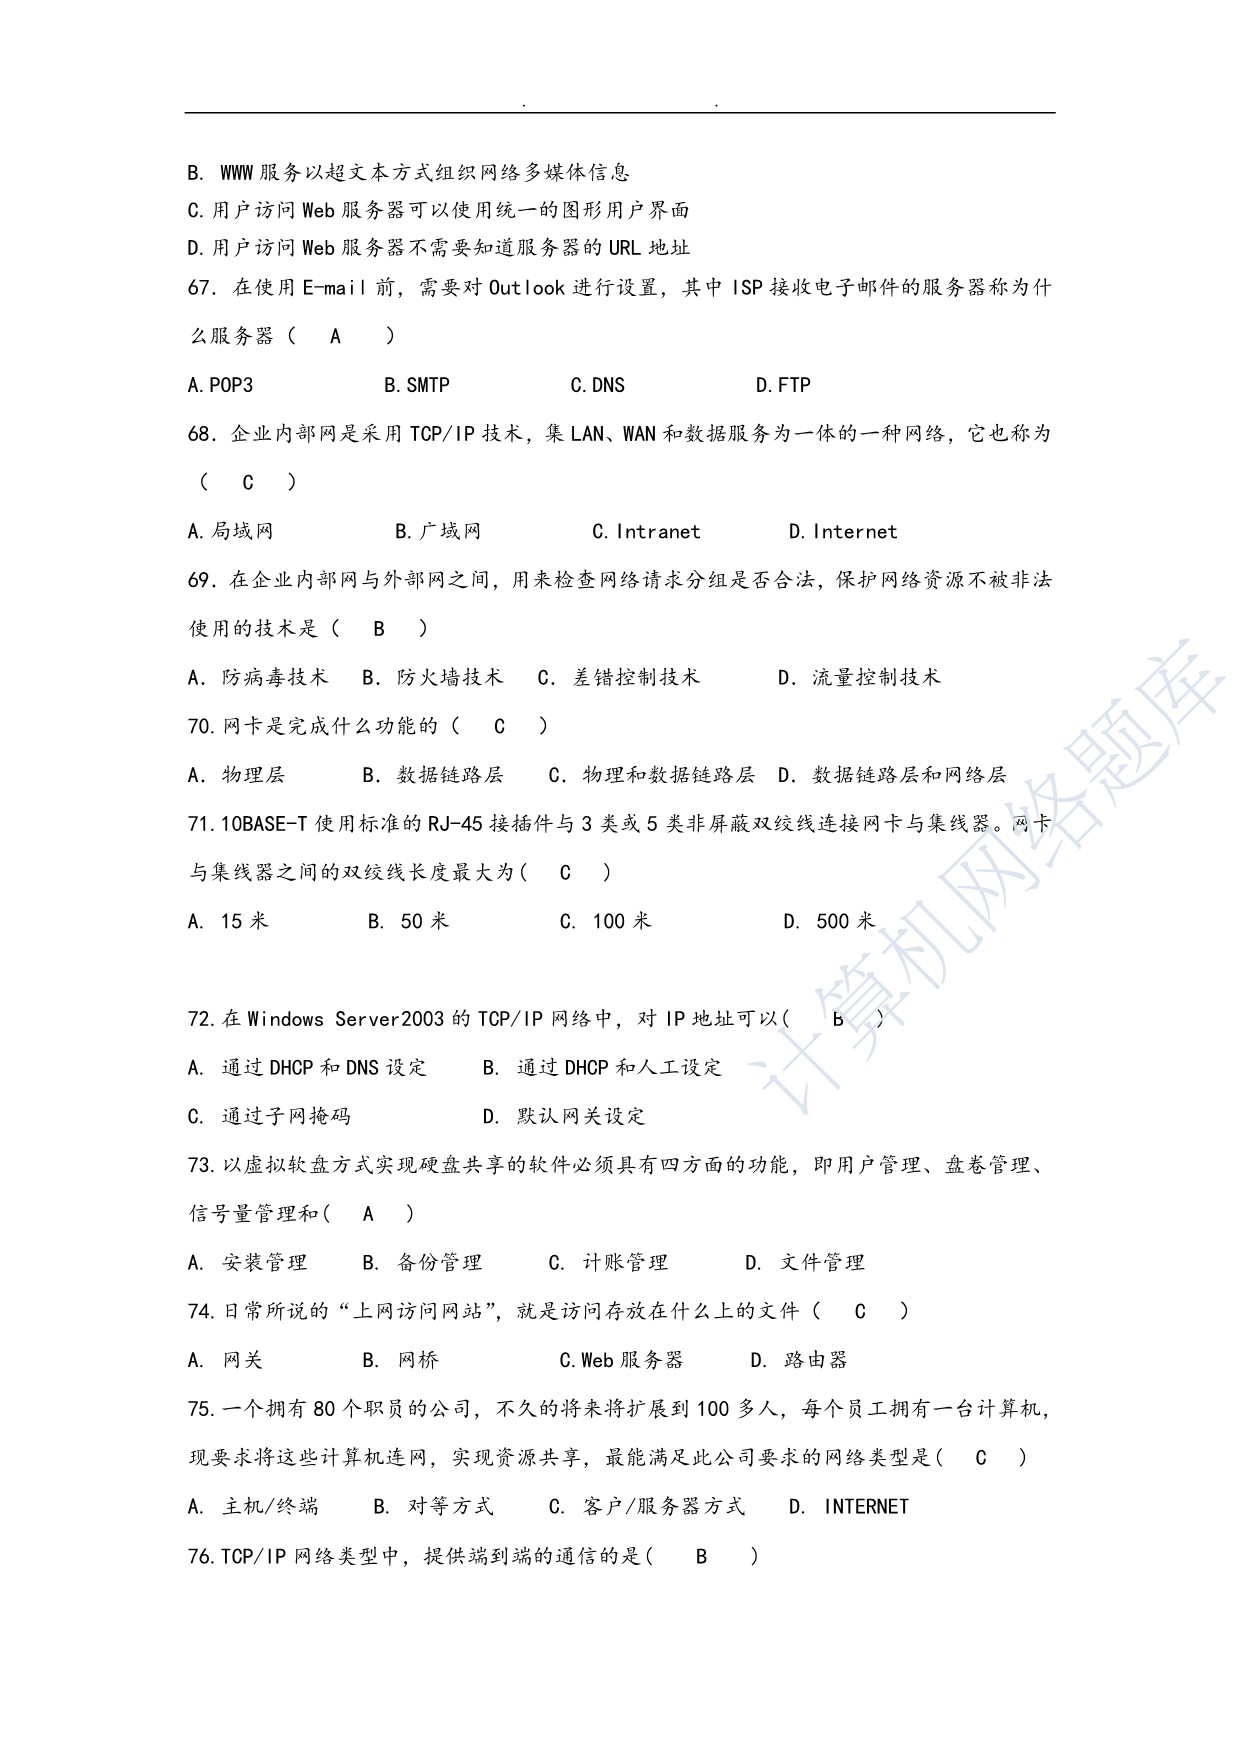 B. WWW 服务以超文本方式组织网络多媒体信息
C.用户访问 Web 服务器可以使用统一的图形用户界面
D.用户访问 Web 服务器不需要知道服务器的 URL 地址
67．在使用 E-mail 前，需要对 Outlook 进行设置，其中 ISP 接收电子邮件的服务器称为什
么服务器（ A ）
A.POP3 B.SMTP C.DNS D.FTP
68．企业内部网是采用 TCP/IP 技术，集 LAN、WAN 和数据服务为一体的一种网络，它也称为
（ C ）
A.局域网 B.广域网 C.Intranet D.Internet
69．在企业内部网与外部网之间，用来检查网络请求分组是否合法，保护网络资源不被非法
使用的技术是（ B ）
A．防病毒技术 B．防火墙技术 C．差错控制技术 D．流量控制技术
70.网卡是完成什么功能的（ C ）
A．物理层 B．数据链路层 C．物理和数据链路层 D．数据链路层和网络层
71.10BASE-T 使用标准的 RJ-45 接插件与 3 类或 5 类非屏蔽双绞线连接网卡与集线器。网卡
与集线器之间的双绞线长度最大为( C )
A. 15 米 B. 50 米 C. 100 米 D. 500 米
72.在 Windows Server2003 的 TCP/IP 网络中，对 IP 地址可以( B )
A. 通过 DHCP 和 DNS 设定 B. 通过 DHCP 和人工设定
C. 通过子网掩码 D. 默认网关设定
73.以虚拟软盘方式实现硬盘共享的软件必须具有四方面的功能，即用户管理、盘卷管理、
信号量管理和( A )
A. 安装管理 B. 备份管理 C. 计账管理 D. 文件管理
74.日常所说的“上网访问网站”，就是访问存放在什么上的文件（ C ）
A. 网关 B. 网桥 C.Web 服务器 D. 路由器
75.一个拥有 80 个职员的公司，不久的将来将扩展到 100 多人，每个员工拥有一台计算机，
现要求将这些计算机连网，实现资源共享，最能满足此公司要求的网络类型是( C )
A. 主机/终端 B. 对等方式 C. 客户/服务器方式 D. INTERNET
76.TCP/IP 网络类型中，提供端到端的通信的是( B )
计算机网络题库